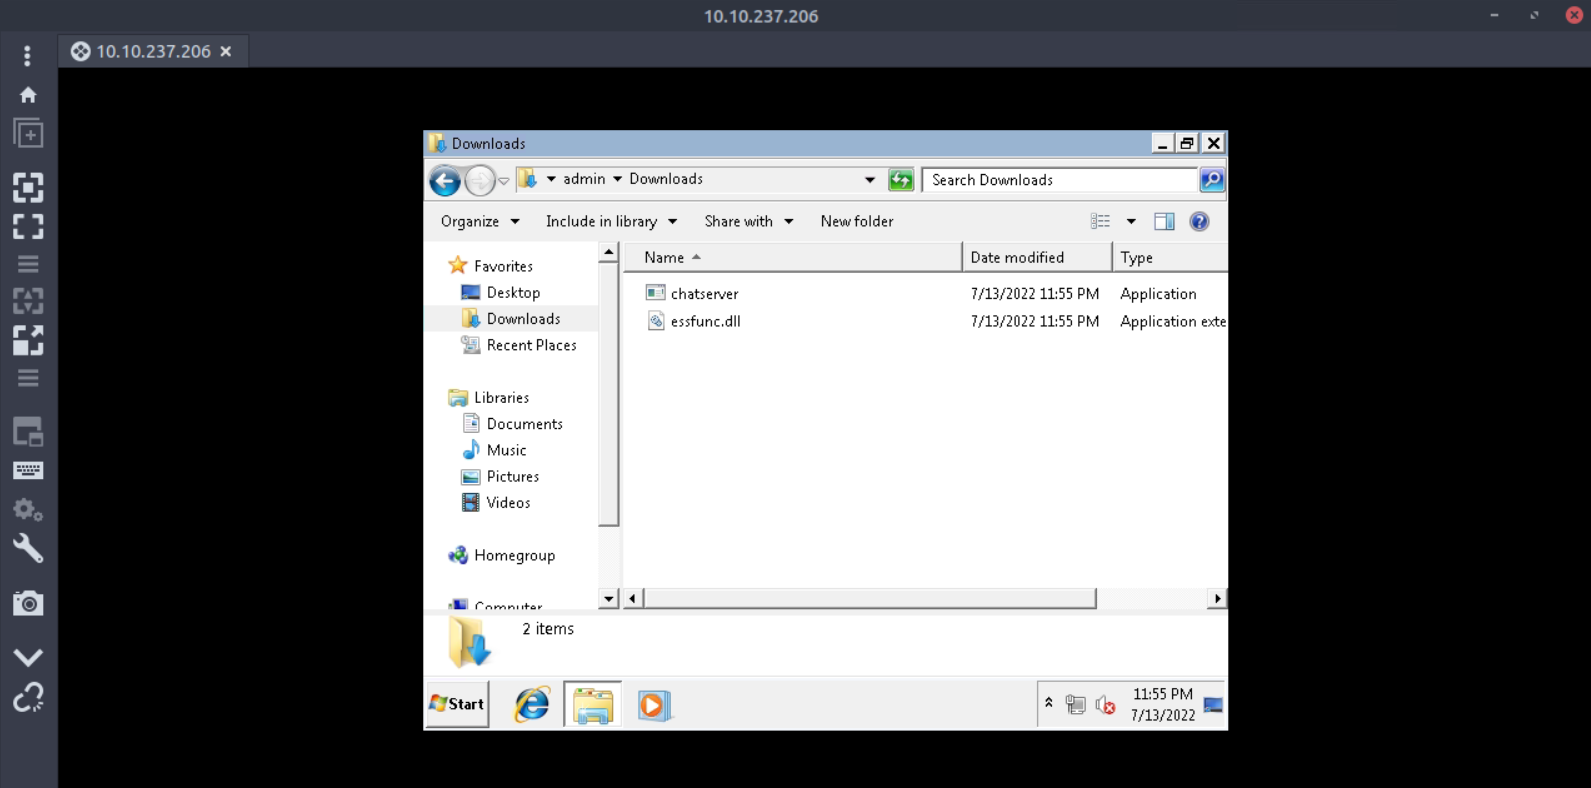 10.10.237.206
10.10.237.206
Downloads
admin Downloads
Search Downloads
Organize Include in library Share with New folder
Name Date modified Type
Favorites
Desktop
Downloads
Recent Places
Libraries
Documents
Music
Pictures
Videos
Homegroup
Computer
chatserver 7/13/2022 11:55 PM Application
essfunc.dll 7/13/2022 11:55 PM Application exte
2 items
Start
11:55 PM
7/13/2022